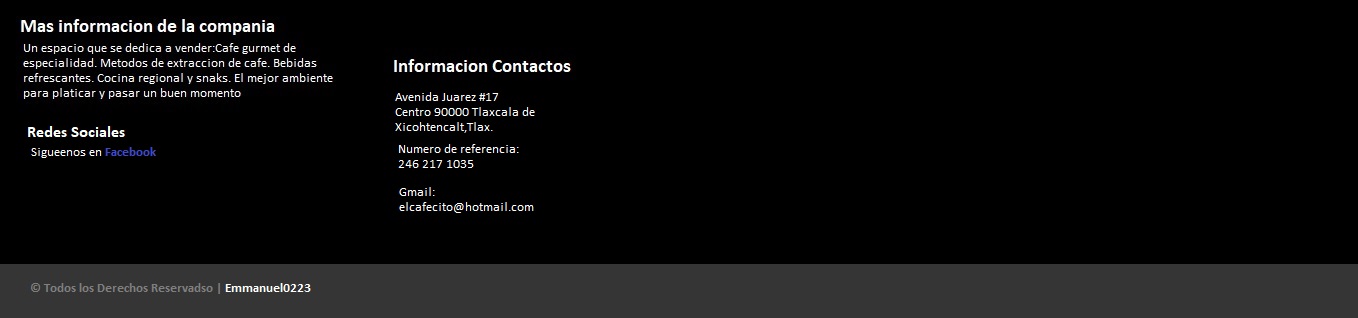 Mas informacion de la compania
Un espacio que se dedica a vender:Cafe gurmet de
especialidad. Metodos de extraccion de cafe. Bebidas
refrescantes. Cocina regional y snaks. El mejor ambiente
para platicar y pasar un buen momento
Redes Sociales
Sigueenos en Facebook
Informacion Contactos
Avenida Juarez #17
Centro 90000 Tlaxcala de
Xicohtencalt,Tlax.
Numero de referencia:
246 217 1035
Gmail:
elcafecito@hotmail.com
© Todos los Derechos Reservadso | Emmanuel0223